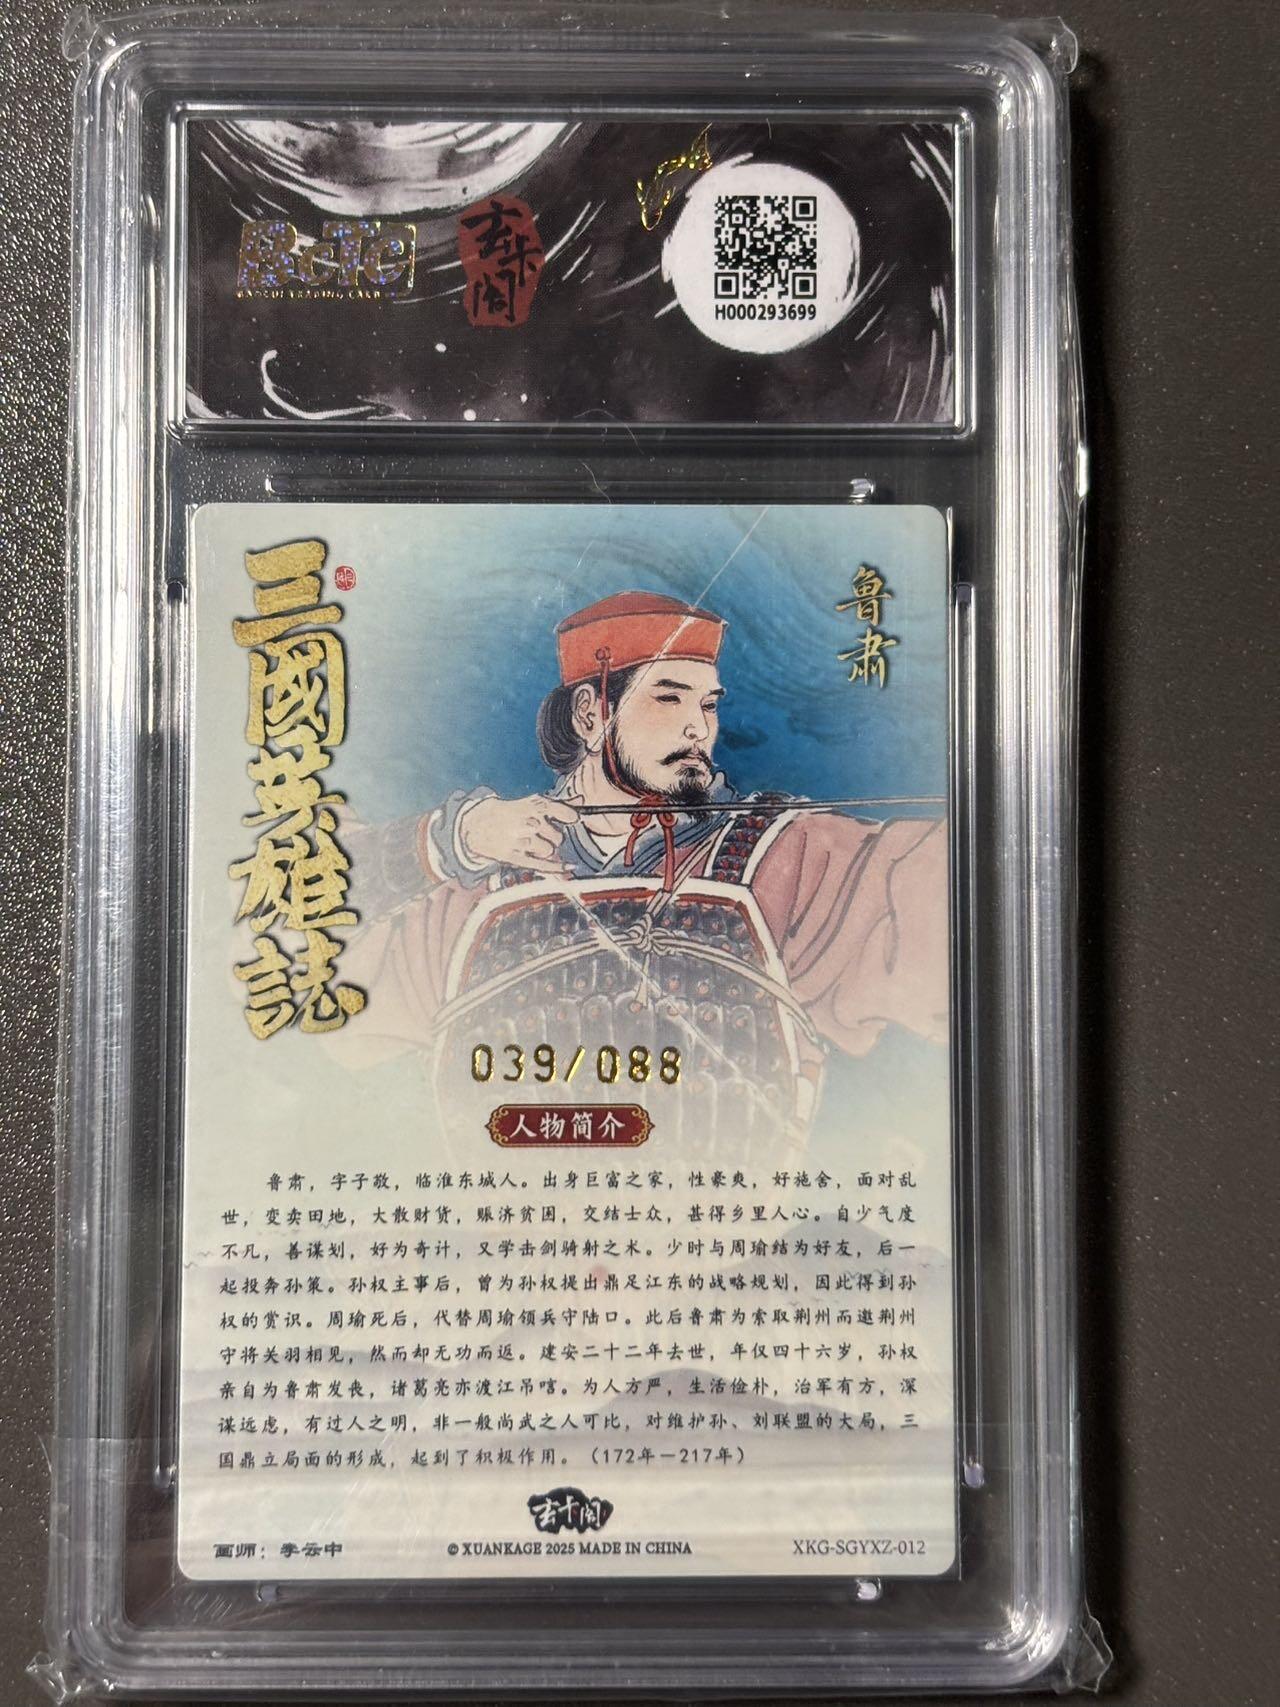 BCTC
玄卡阁
H000293699
三國英雄誌
鲁肃
039/088
人物简介
鲁肃，字子敬，临淮东城人。出身巨富之家，性豪爽，好施舍，面对乱
世，变卖田地，大散财货，赈济贫困，交结士众，甚得乡里人心。自少气度
不凡，善谋划，好为奇计，又学击剑骑射之术。少时与周瑜结为好友，后一
起投奔孙策。孙权主事后，曾为孙权提出鼎足江东的战略规划，因此得到孙
权的赏识。周瑜死后，代替周瑜领兵守陆口。此后鲁肃为索取荆州而邀荆州
守将关羽相见，然而却无功而返。建安二十二年去世，年仅四十六岁，孙权
亲自为鲁肃发丧，诸葛亮亦渡江吊唁。为人方严，生活俭朴，治军有方，深
谋远虑，有过人之明，非一般尚武之人可比，对维护孙、刘联盟的大局，三
国鼎立局面的形成，起到了积极作用。（172年－217年）
玄卡阁
画师：李云中
© XUANKAGE 2025 MADE IN CHINA
XKG-SGYXZ-012